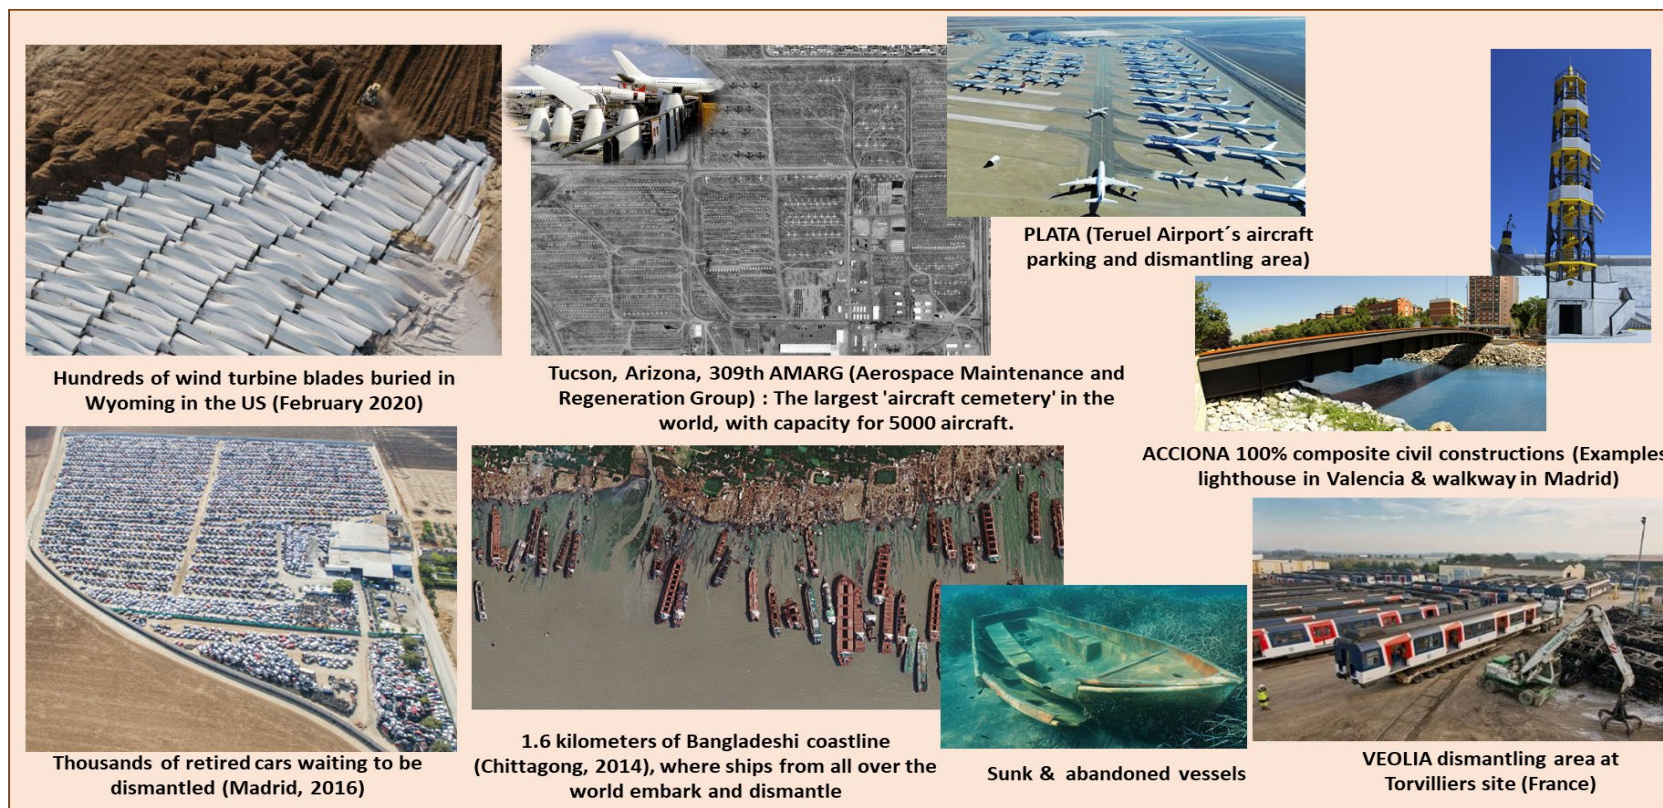 Hundreds of wind turbine blades buried in
Wyoming in the US (February 2020)
Tucson, Arizona, 309th AMARG (Aerospace Maintenance and
Regeneration Group) : The largest 'aircraft cemetery' in the
world, with capacity for 5000 aircraft.
PLATA (Teruel Airport´s aircraft
parking and dismantling area)
ACCIONA 100% composite civil constructions (Examples
lighthouse in Valencia & walkway in Madrid)
Thousands of retired cars waiting to be
dismantled (Madrid, 2016)
1.6 kilometers of Bangladeshi coastline
(Chittagong, 2014), where ships from all over the
world embark and dismantle
Sunk & abandoned vessels
VEOLIA dismantling area at
Torvilliers site (France)